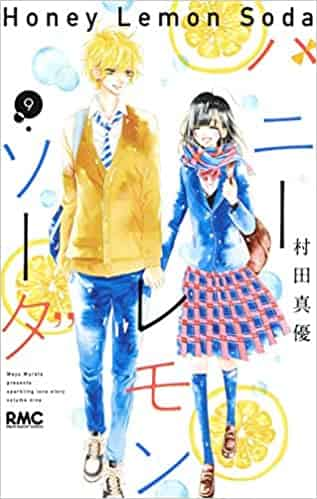 Honey Lemon Soda
ハニー
レモン
ソーダ
9
村田真優
Mayu Murata
presents
sparkling love story
volume nine
RMC